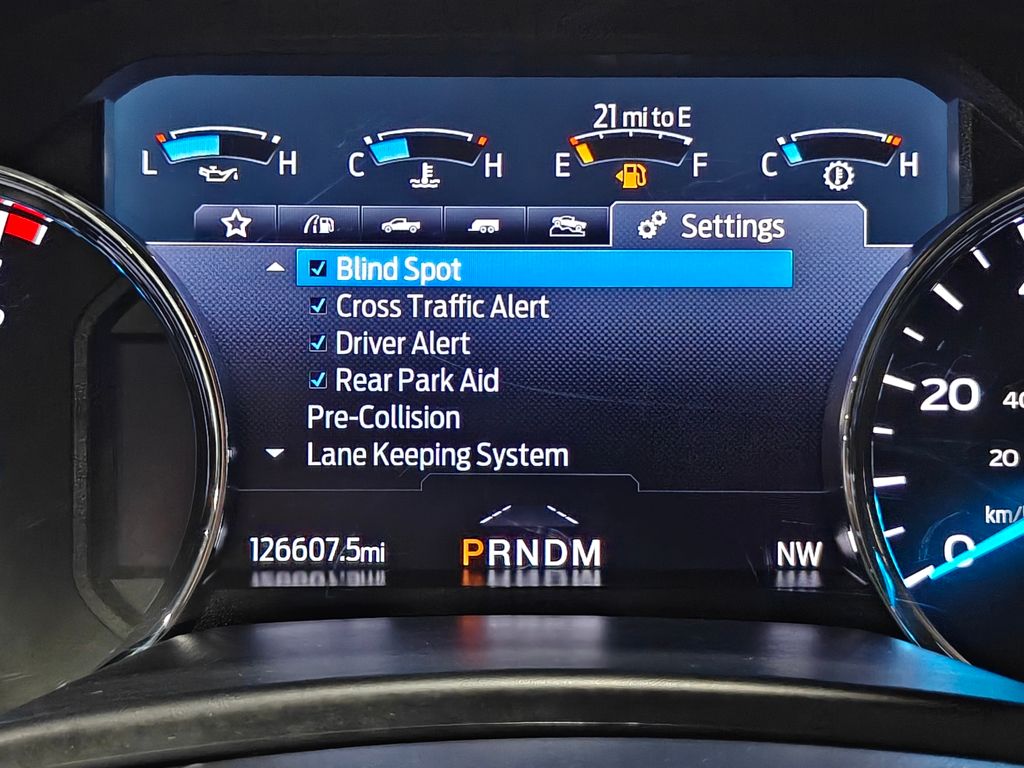 21 mi to E
L H C H E F C H
Settings
Blind Spot
Cross Traffic Alert
Driver Alert
Rear Park Aid
Pre-Collision
Lane Keeping System
126607.5mi
PRNDM
NW
20
20
km/
0